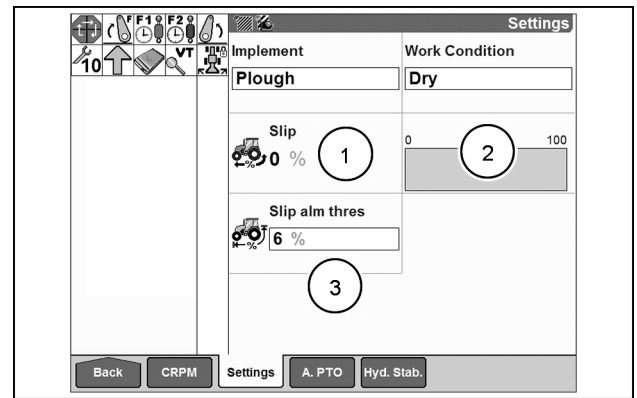 F F1 F2 Settings
10 VT
Implement Work Condition
Plough Dry
Slip 0 100
% 0 % 1 2
Slip alm thres
% 6 %
3
Back CRPM Settings A. PTO Hyd. Stab.